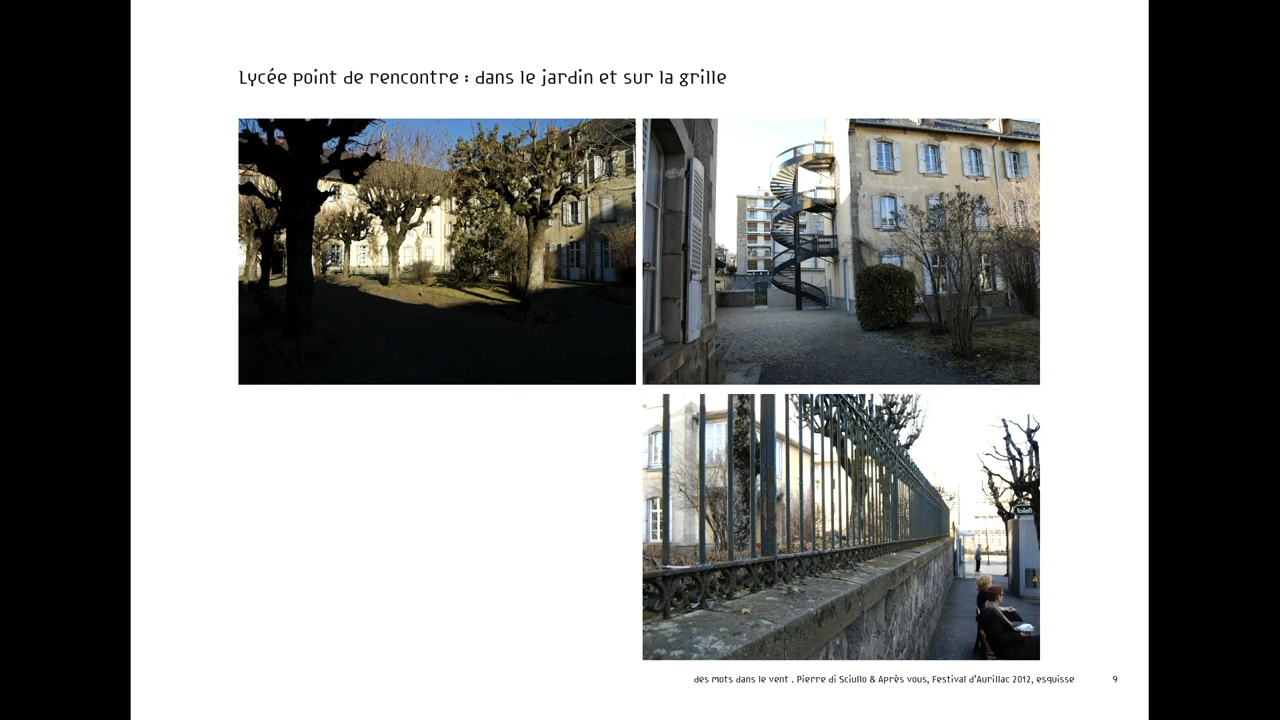 Lycée point de rencontre : dans le jardin et sur la grille
Toilett
des mots dans le vent . Pierre di Sciullo & Après vous, Festival d'Aurillac 2012, esquisse 9